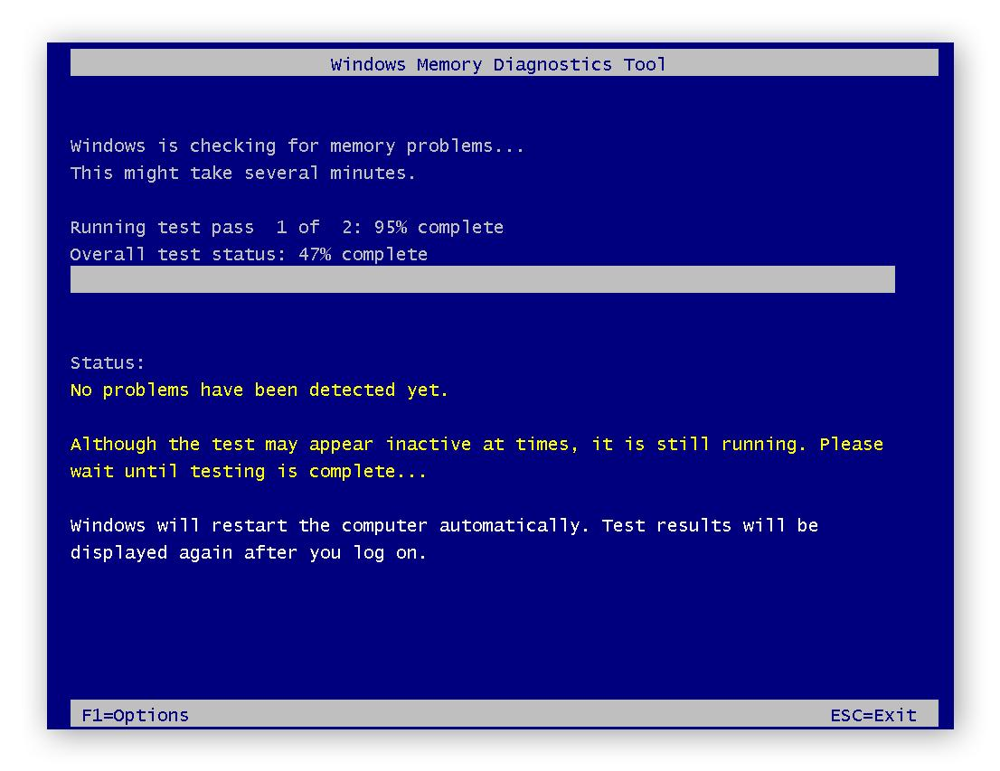 Windows Memory Diagnostics Tool
Windows is checking for memory problems...
This might take several minutes.
Running test pass  1 of  2: 95% complete
Overall test status: 47% complete
Status:
No problems have been detected yet.
Although the test may appear inactive at times, it is still running. Please
wait until testing is complete...
Windows will restart the computer automatically. Test results will be
displayed again after you log on.
F1=Options ESC=Exit